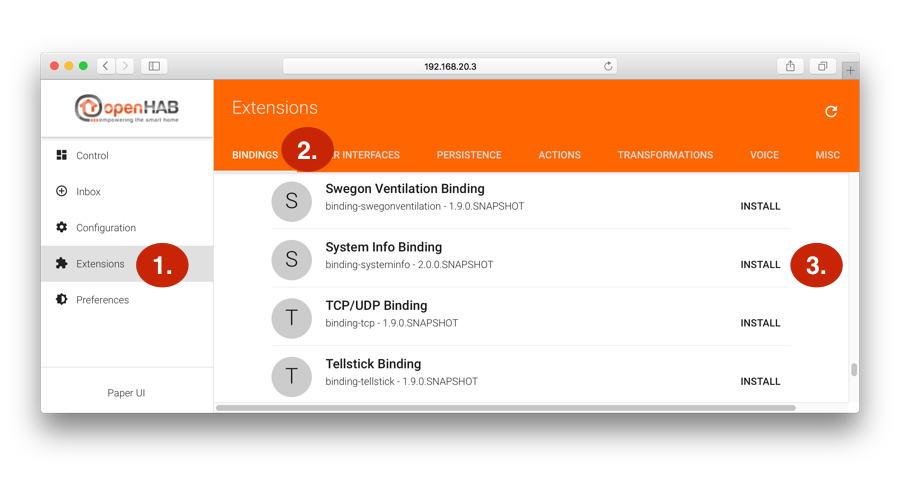 192.168.20.3
openHAB
empowering the smart home
Extensions
BINDINGS
2.
R INTERFACES
PERSISTENCE
ACTIONS
TRANSFORMATIONS
VOICE
MISC
Control
Inbox
Configuration
Extensions
1.
Preferences
Paper UI
S
Swegon Ventilation Binding
binding-swegonventilation - 1.9.0.SNAPSHOT
INSTALL
S
System Info Binding
binding-systeminfo - 2.0.0.SNAPSHOT
INSTALL
3.
T
TCP/UDP Binding
binding-tcp - 1.9.0.SNAPSHOT
INSTALL
T
Tellstick Binding
binding-tellstick - 1.9.0.SNAPSHOT
INSTALL